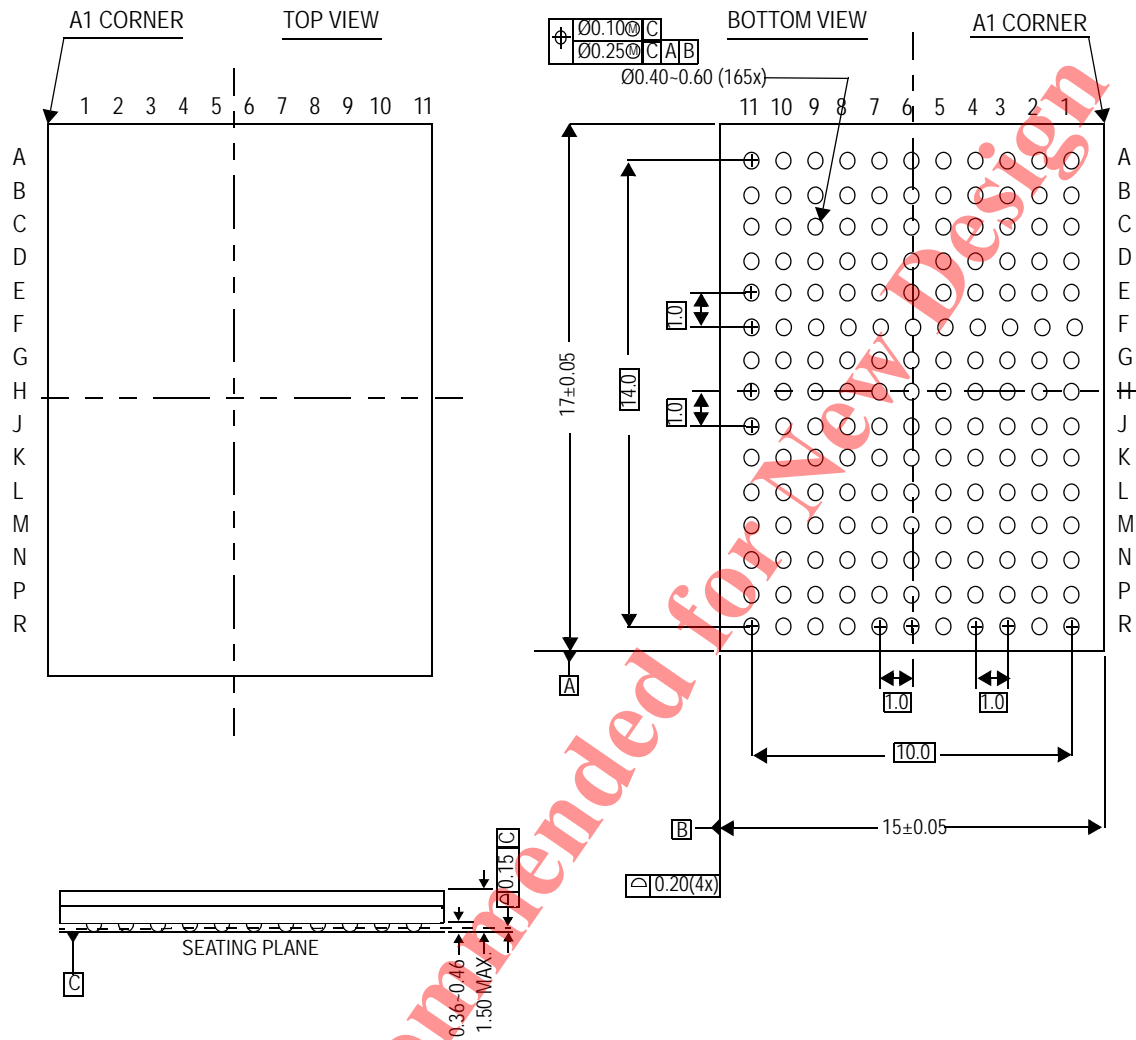 A1 CORNER
TOP VIEW
1 2 3 4 5 6 7 8 9 10 11
A
B
C
D
E
F
G
H
J
K
L
M
N
P
R
Ø0.10Ⓜ C
Ø0.25Ⓜ C A B
Ø0.40~0.60 (165x)
BOTTOM VIEW
A1 CORNER
11 10 9 8 7 6 5 4 3 2 1
A
B
C
D
E
F
G
H
J
K
L
M
N
P
R
17±0.05
14.0
1.0
1.0
A
1.0
1.0
10.0
B
15±0.05
0.20(4x)
0.15 C
SEATING PLANE
C
0.36~0.46
1.50 MAX.
ommended for New Design